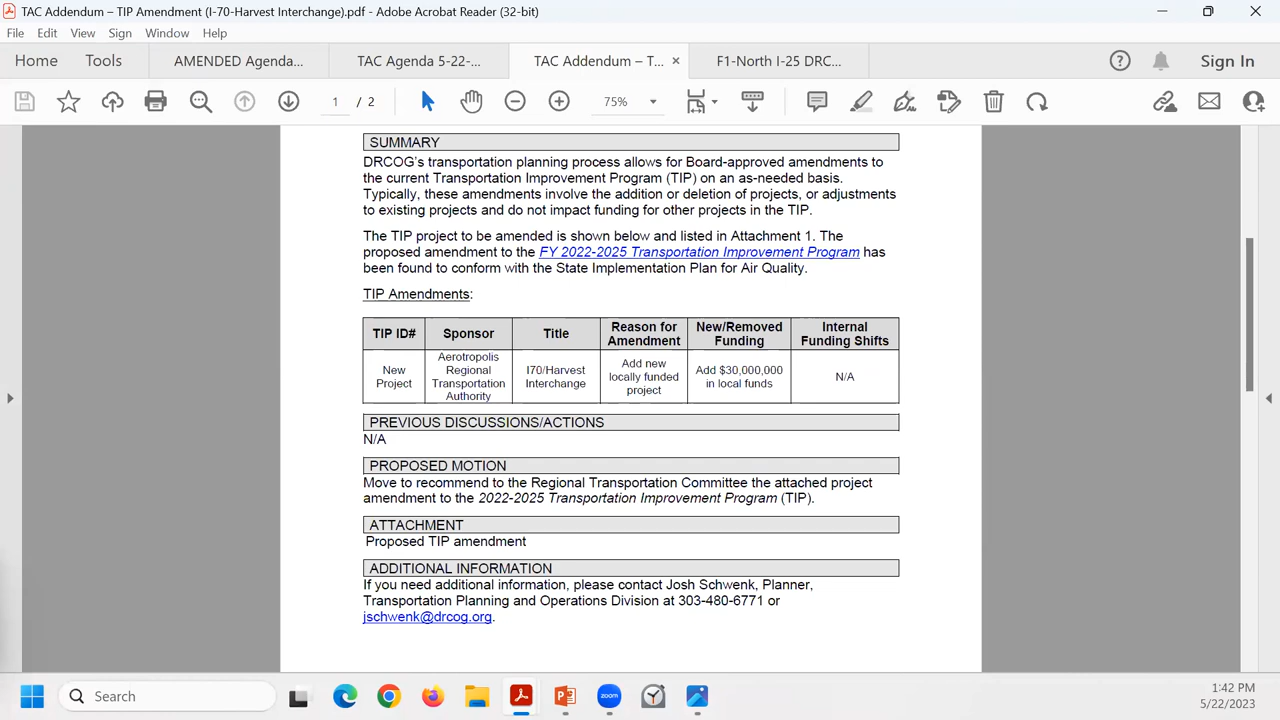 TAC Addendum – TIP Amendment (I-70-Harvest Interchange).pdf - Adobe Acrobat Reader (32-bit)
File Edit View Sign Window Help
Home Tools AMENDED Agenda... TAC Agenda 5-22-... TAC Addendum – T... × F1-North I-25 DRC... Sign In
1 / 2 75%
SUMMARY
DRCOG's transportation planning process allows for Board-approved amendments to
the current Transportation Improvement Program (TIP) on an as-needed basis.
Typically, these amendments involve the addition or deletion of projects, or adjustments
to existing projects and do not impact funding for other projects in the TIP.
The TIP project to be amended is shown below and listed in Attachment 1. The
proposed amendment to the FY 2022-2025 Transportation Improvement Program has
been found to conform with the State Implementation Plan for Air Quality.
TIP Amendments:
TIP ID# Sponsor Title Reason for Amendment New/Removed Funding Internal Funding Shifts
New Project Aerotropolis Regional Transportation Authority I70/Harvest Interchange Add new locally funded project Add $30,000,000 in local funds N/A
PREVIOUS DISCUSSIONS/ACTIONS
N/A
PROPOSED MOTION
Move to recommend to the Regional Transportation Committee the attached project
amendment to the 2022-2025 Transportation Improvement Program (TIP).
ATTACHMENT
Proposed TIP amendment
ADDITIONAL INFORMATION
If you need additional information, please contact Josh Schwenk, Planner,
Transportation Planning and Operations Division at 303-480-6771 or
jschwenk@drcog.org.
Search zoom 1:42 PM
5/22/2023